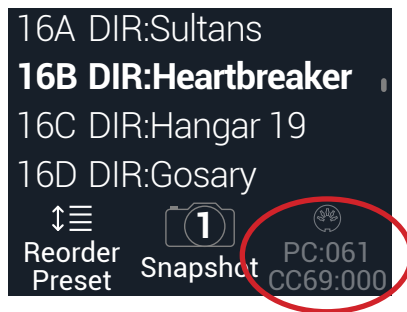 16A DIR:Sultans
16B DIR:Heartbreaker
16C DIR:Hangar 19
16D DIR:Gosary
Reorder
Preset
1
Snapshot
PC:061
CC69:000